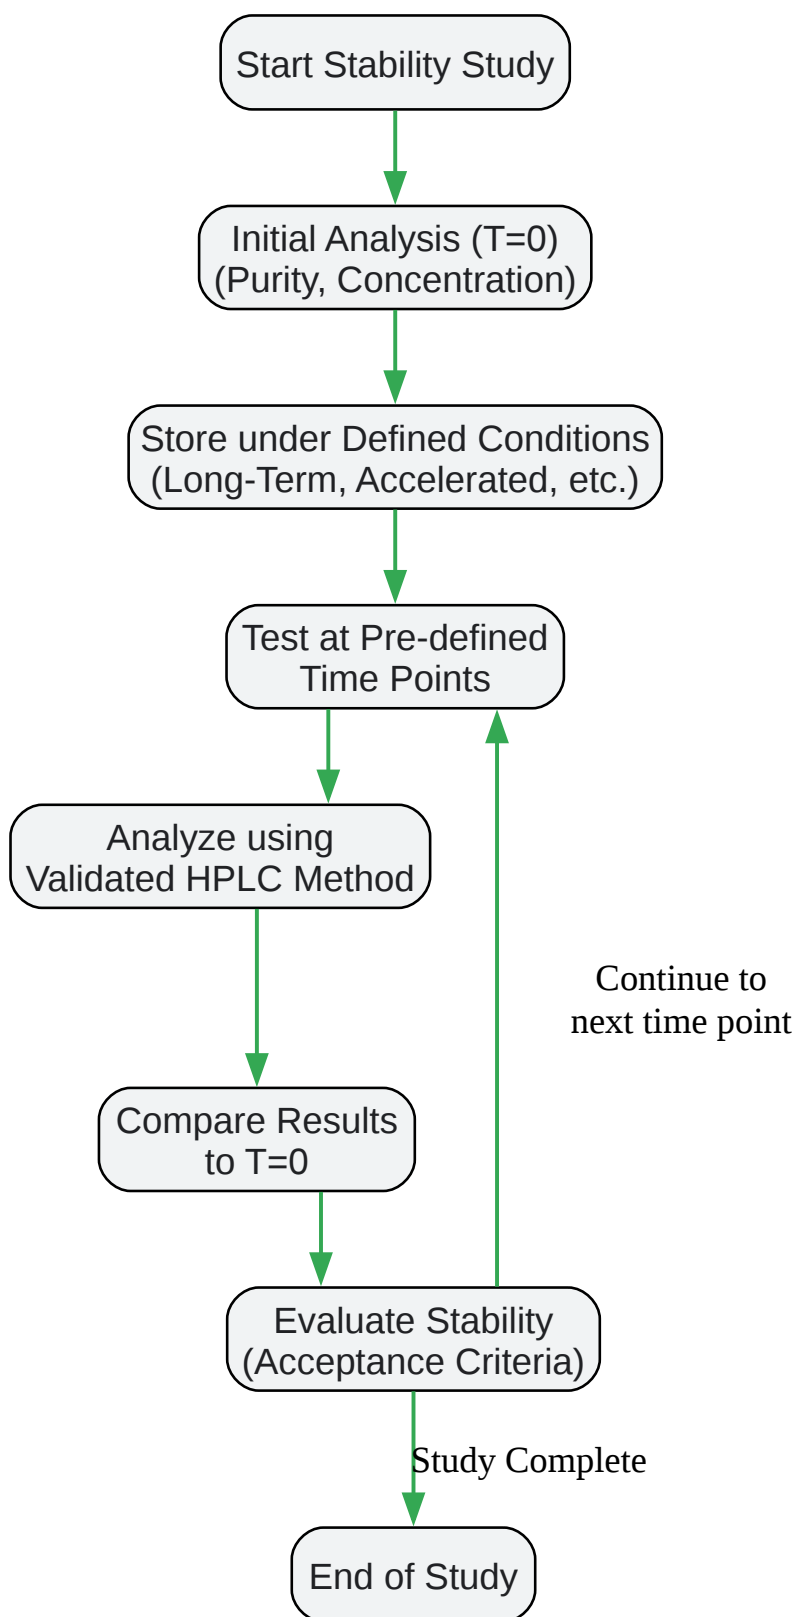 Start Stability Study
Initial Analysis (T=0)
(Purity, Concentration)
Store under Defined Conditions
(Long-Term, Accelerated, etc.)
Test at Pre-defined
Time Points
Analyze using
Validated HPLC Method
Continue to
next time point
Compare Results
to T=0
Evaluate Stability
(Acceptance Criteria)
Study Complete
End of Study